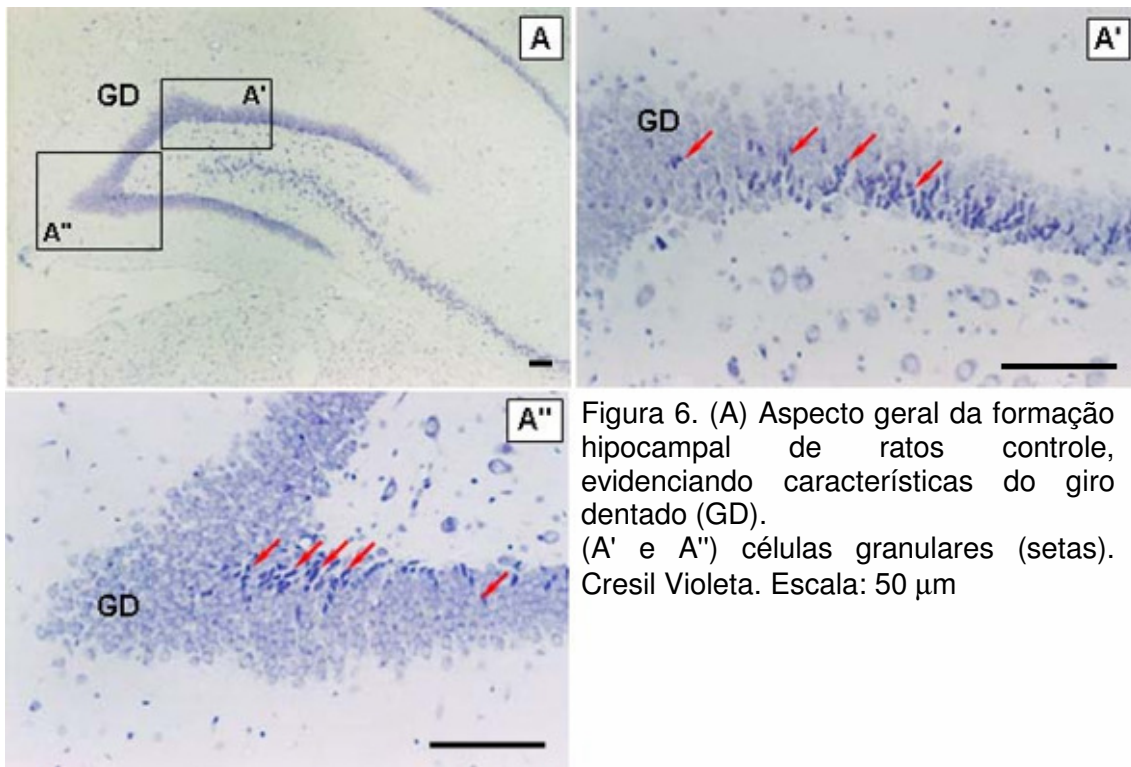 A
GD
A'
A''
A'
GD
A''
GD
Figura 6. (A) Aspecto geral da formação
hipocampal de ratos controle,
evidenciando características do giro
dentado (GD).
(A' e A'') células granulares (setas).
Cresil Violeta. Escala: 50 μm